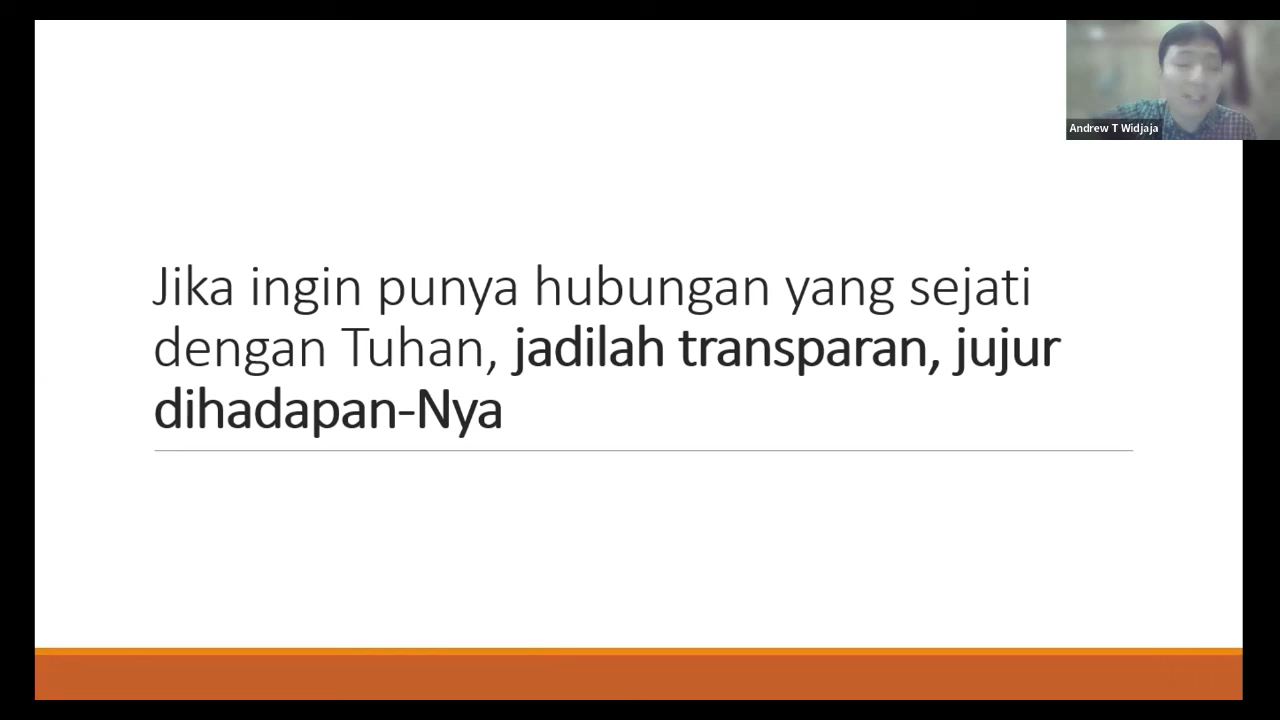 Andrew T Widjaja
Jika ingin punya hubungan yang sejati
dengan Tuhan, jadilah transparan, jujur
dihadapan-Nya